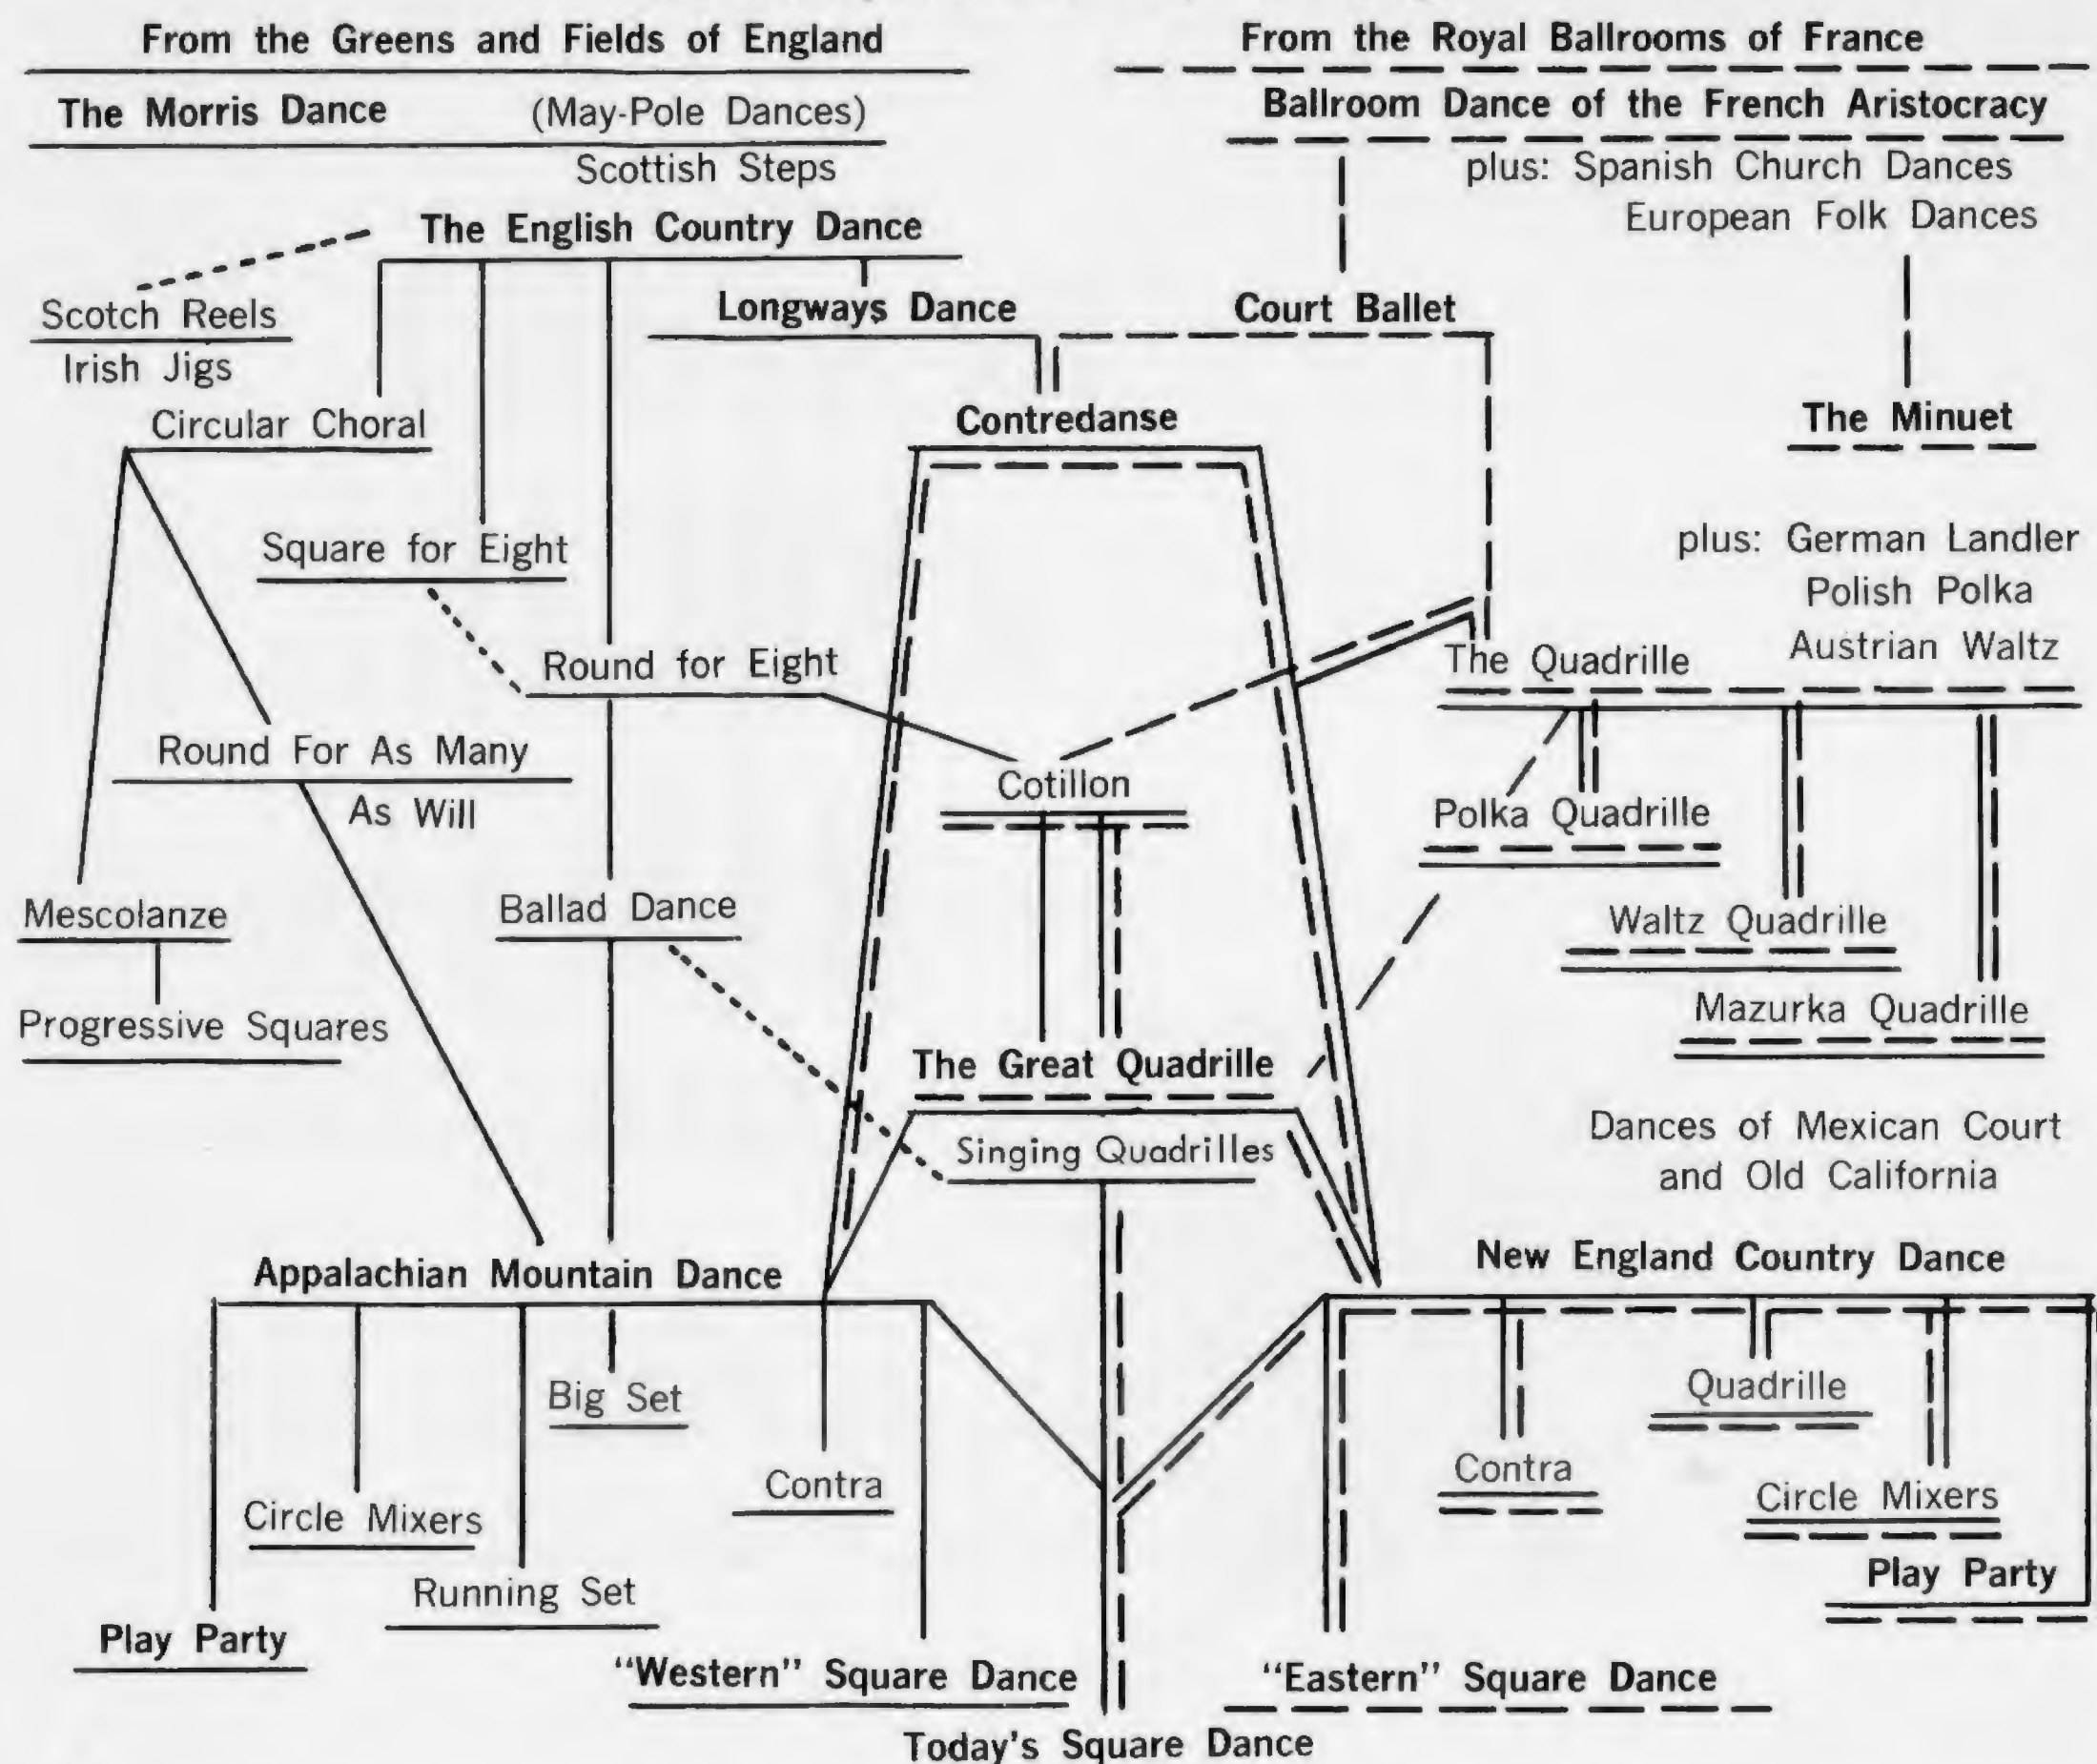 From the Greens and Fields of England
From the Royal Ballrooms of France
The Morris Dance (May-Pole Dances)
Ballroom Dance of the French Aristocracy
Scottish Steps
plus: Spanish Church Dances
European Folk Dances
The English Country Dance
Scotch Reels
Irish Jigs
Longways Dance
Court Ballet
Circular Choral
Contredanse
The Minuet
Square for Eight
plus: German Landler
Polish Polka
Austrian Waltz
Round for Eight
The Quadrille
Round For As Many
As Will
Cotillon
Polka Quadrille
Mescolanze
Ballad Dance
Waltz Quadrille
Progressive Squares
Mazurka Quadrille
The Great Quadrille
Singing Quadrilles
Dances of Mexican Court
and Old California
Appalachian Mountain Dance
New England Country Dance
Big Set
Quadrille
Contra
Contra
Circle Mixers
Circle Mixers
Running Set
Play Party
Play Party
"Western" Square Dance
"Eastern" Square Dance
Today's Square Dance